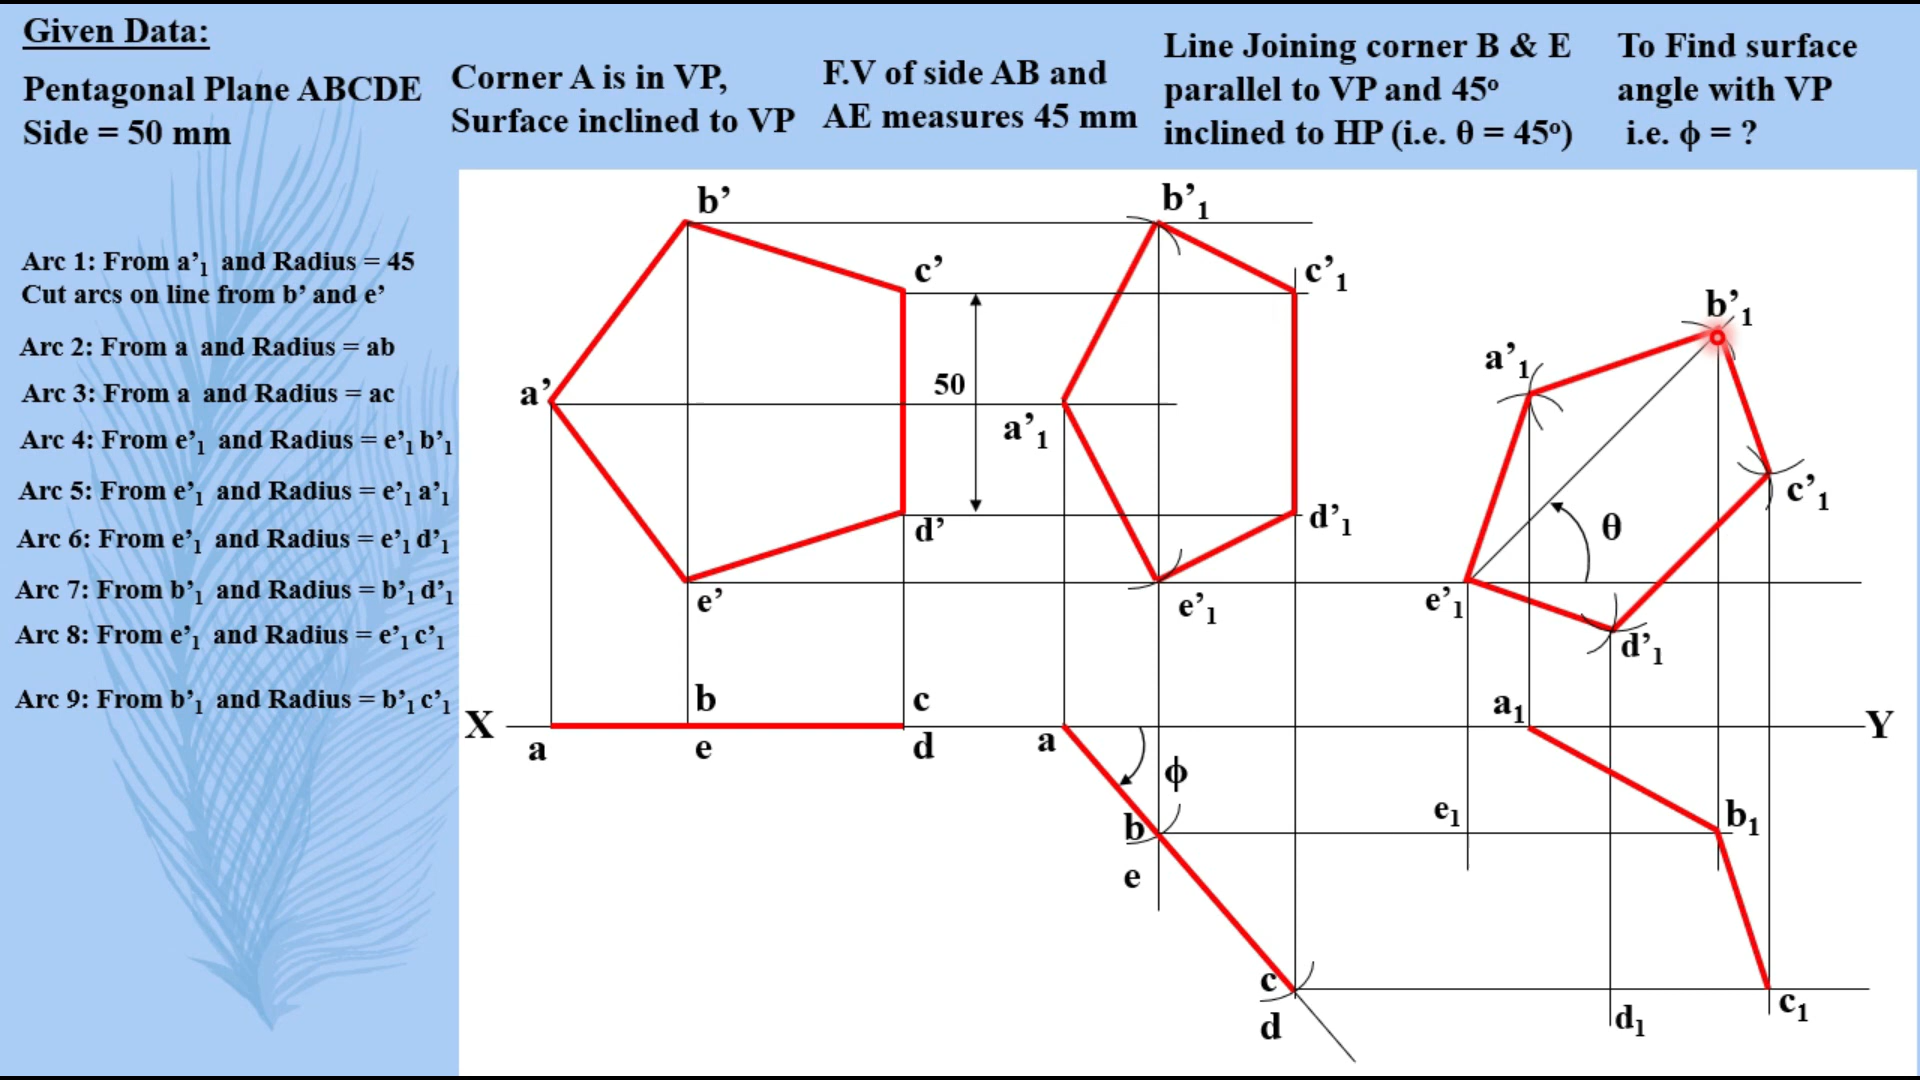 Given Data:
Pentagonal Plane ABCDE
Side = 50 mm
Corner A is in VP,
Surface inclined to VP
F.V of side AB and
AE measures 45 mm
Line Joining corner B & E
parallel to VP and 45º
inclined to HP (i.e. θ = 45º)
To Find surface
angle with VP
i.e. ϕ = ?
Arc 1: From a’₁ and Radius = 45
Cut arcs on line from b’ and e’
Arc 2: From a and Radius = ab
Arc 3: From a and Radius = ac
Arc 4: From e’₁ and Radius = e’₁ b’₁
Arc 5: From e’₁ and Radius = e’₁ a’₁
Arc 6: From e’₁ and Radius = e’₁ d’₁
Arc 7: From b’₁ and Radius = b’₁ d’₁
Arc 8: From e’₁ and Radius = e’₁ c’₁
Arc 9: From b’₁ and Radius = b’₁ c’₁
b’
c’
a’
50
d’
e’
b’₁
c’₁
a’₁
d’₁
e’₁
b’₁
a’₁
c’₁
θ
e’₁
d’₁
X
b
c
a
e
d
a
ϕ
b
e
c
d
a₁
Y
e₁
b₁
d₁
c₁